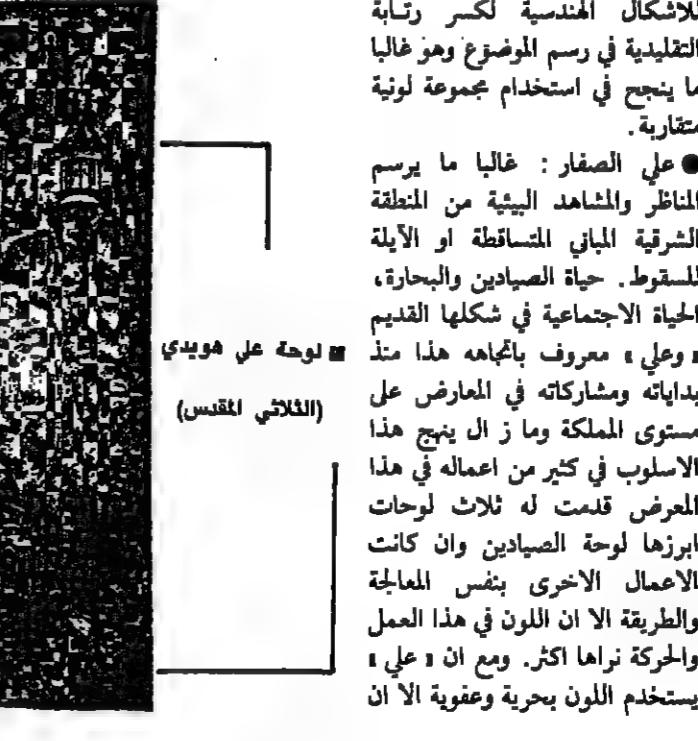 للاشكال الهندسية لكسر رتابة
التقليدية في رسم الموضوع وهو غالبا
ما ينجح في استخدام مجموعة لونية
متقاربة .
● علي الصفار : غالبا ما يرسم
المناظر والمشاهد البيئية من المنطقة
الشرقية المباني المتساقطة او الآيلة
للسقوط . حياة الصيادين والبحارة ،
الحياة الاجتماعية في شكلها القديم
« وعلي » معروف باتجاهه هذا منذ
بداياته ومشاركاته في المعارض على
مستوى المملكة وما ز ال ينهج هذا
الاسلوب في كثير من اعماله في هذا
المعرض قدمت له ثلاث لوحات
ابرزها لوحة الصيادين وان كانت
الاعمال الاخرى بنفس المعالجة
والطريقة الا ان اللون في هذا العمل
والحركة نراها اكثر. ومع ان « علي »
يستخدم اللون بحرية وعفوية الا ان
■ لوحة علي هويدي
(الثلاثي المقدس)